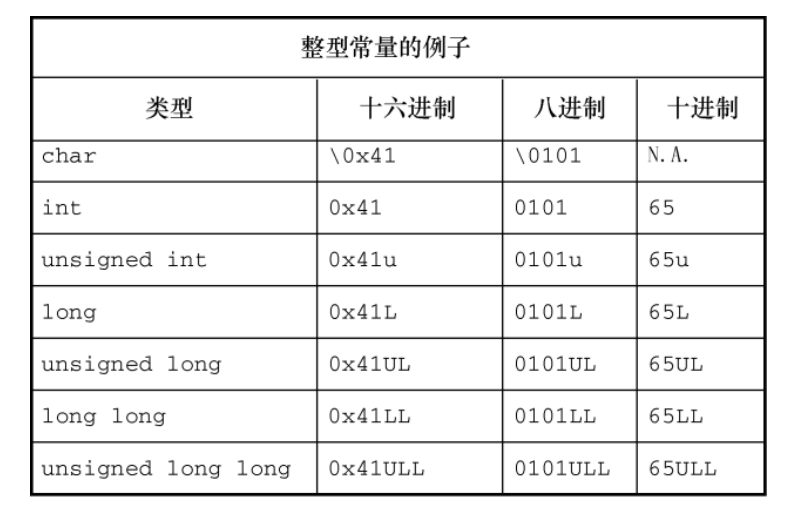 整型常量的例子
类型 十六进制 八进制 十进制
char \0x41 \0101 N.A.
int 0x41 0101 65
unsigned int 0x41u 0101u 65u
long 0x41L 0101L 65L
unsigned long 0x41UL 0101UL 65UL
long long 0x41LL 0101LL 65LL
unsigned long long 0x41ULL 0101ULL 65ULL